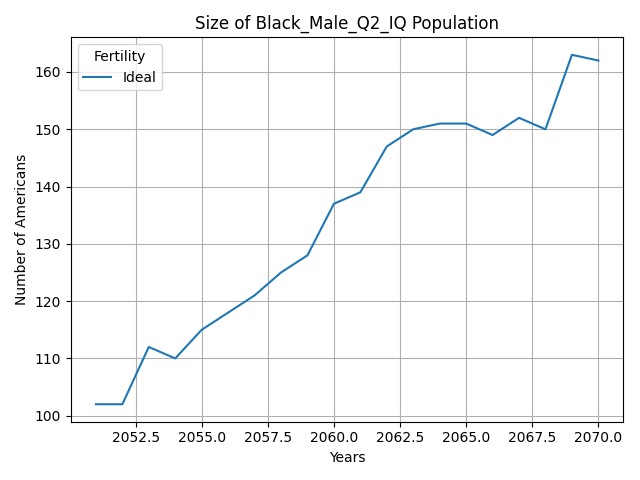 Size of Black_Male_Q2_IQ Population
Fertility
Ideal
Number of Americans
160
150
140
130
120
110
100
2052.5 2055.0 2057.5 2060.0 2062.5 2065.0 2067.5 2070.0
Years